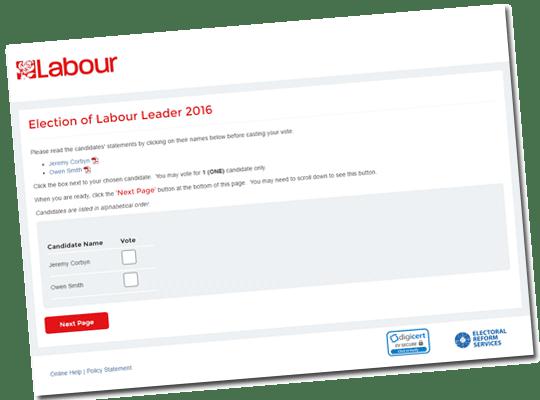 Labour
Election of Labour Leader 2016
Please read the candidates' statements by clicking on their names below before casting your vote.
Jeremy Corbyn
Owen Smith
Click the box next to your chosen candidate. You may vote for 1 (ONE) candidate only.
When you are ready, click the 'Next Page' button at the bottom of this page. You may need to scroll down to see this button.
Candidates are listed in alphabetical order.
Candidate Name Vote
Jeremy Corbyn
Owen Smith
Next Page
digicert
EV SECURE
ELECTORAL
REFORM
SERVICES
Online Help | Policy Statement